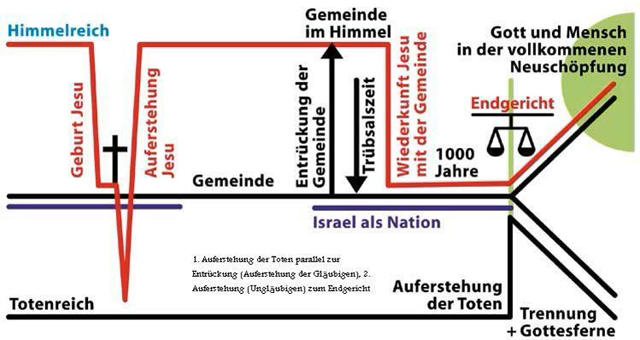 Himmelreich
Geburt Jesu
Auferstehung
Jesu
Gemeinde
im Himmel
Gemeinde
Entrückung der
Gemeinde
Trübsalszeit
Wiederkunft Jesu
mit der Gemeinde
1000
Jahre
Endgericht
Gott und Mensch
in der vollkommenen
Neuschöpfung
Israel als Nation
1. Auferstehung der Toten parallel zur
Entrückung (Auferstehung der Gläubigen), 2.
Auferstehung (Ungläubigen) zum Endgericht
Totenreich
Auferstehung
der Toten
Trennung
+ Gottesferne